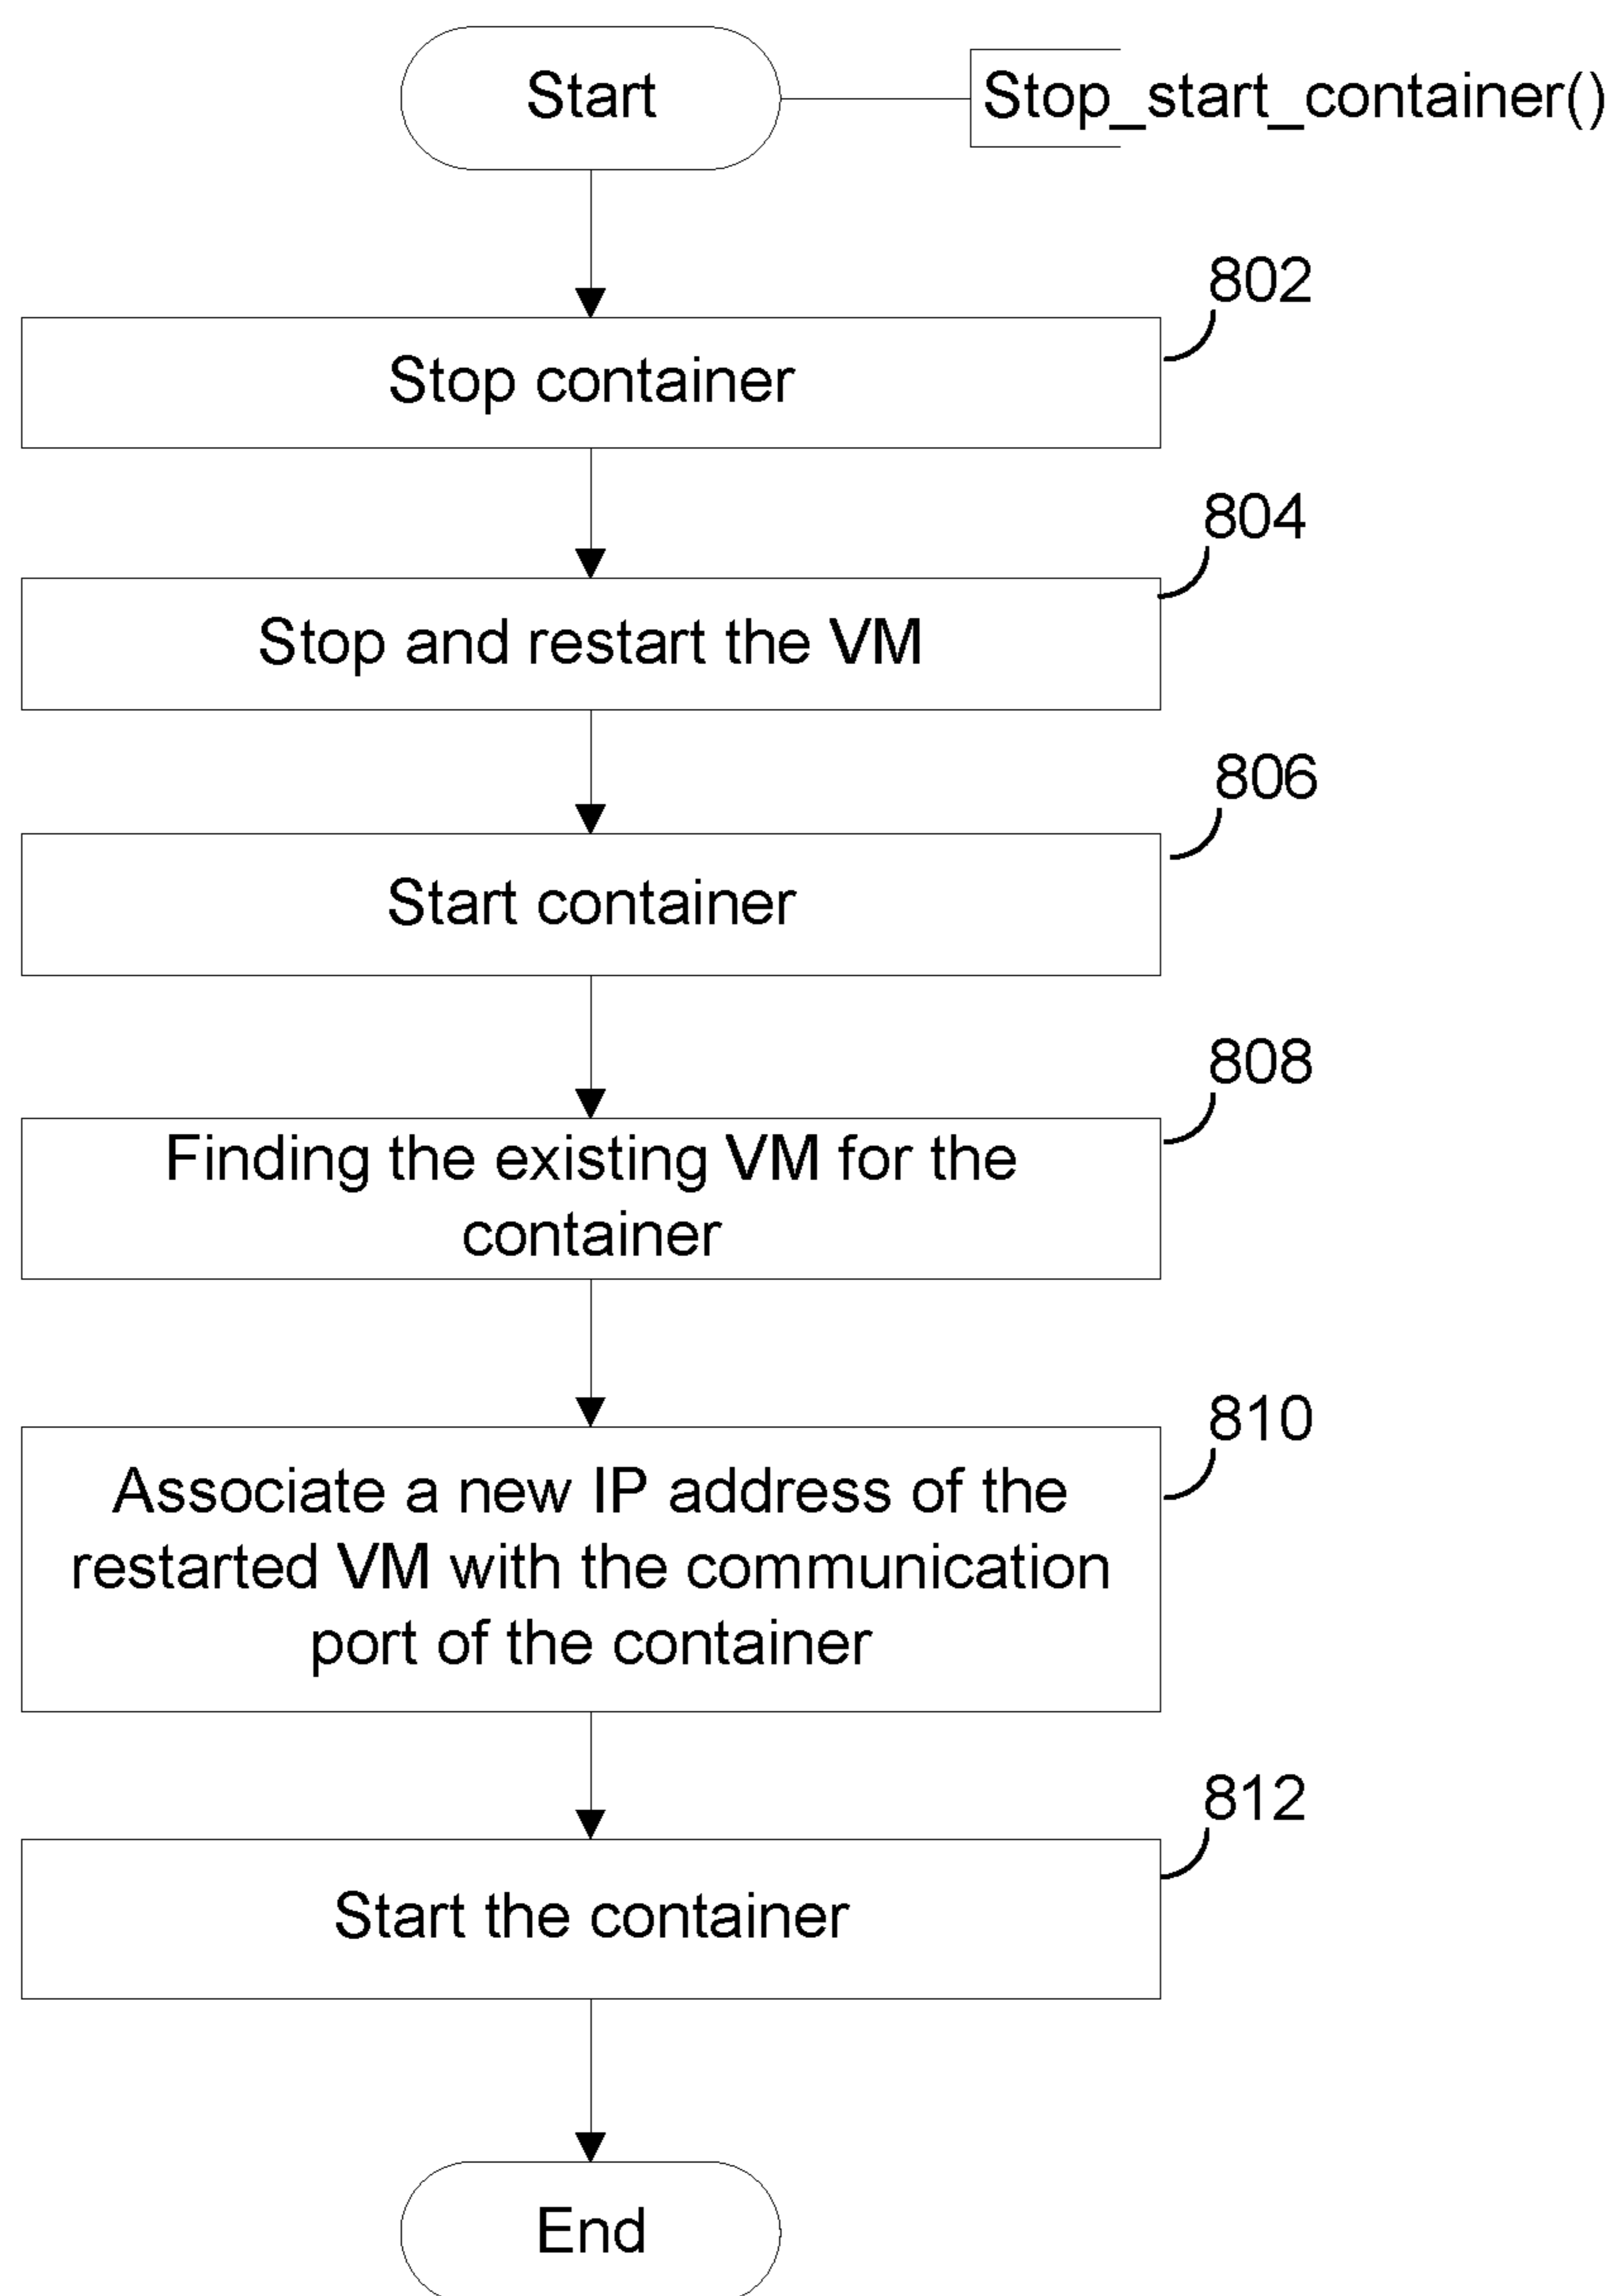 Start
Stop_start_container()
802
Stop container
804
Stop and restart the VM
806
Start container
808
Finding the existing VM for the
container
810
Associate a new IP address of the
restarted VM with the communication
port of the container
812
Start the container
End